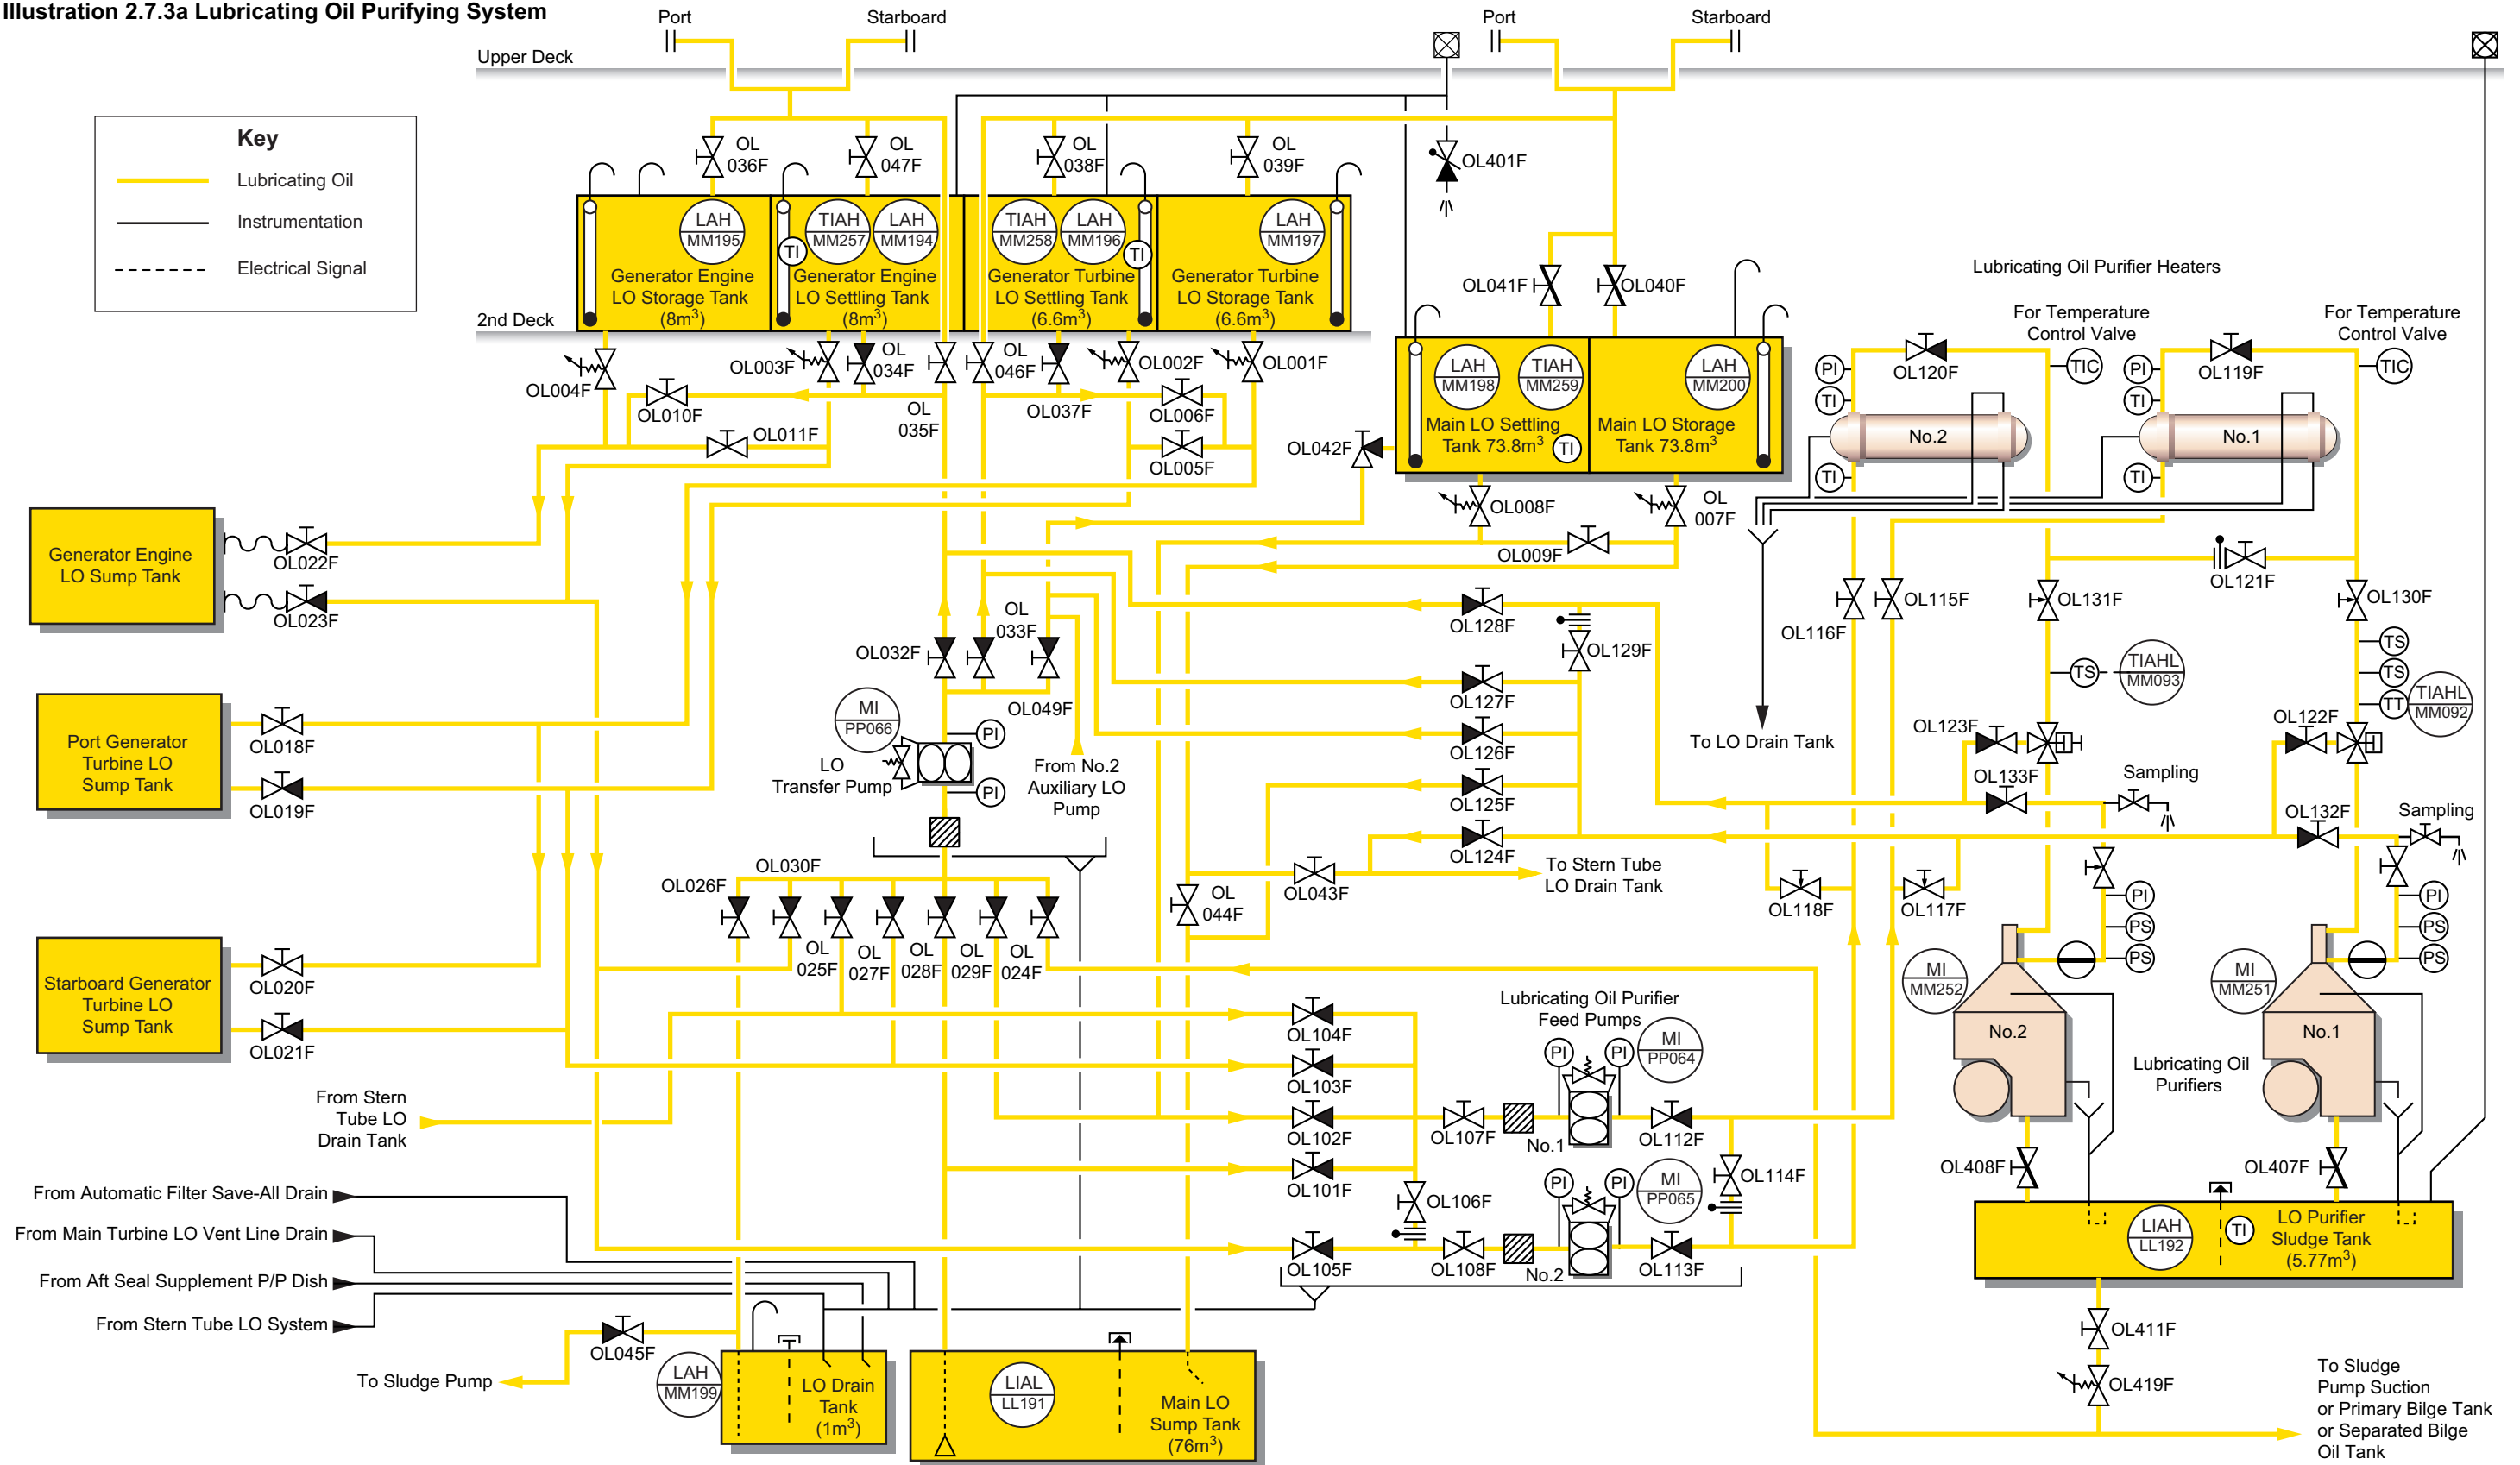 Illustration 2.7.3a Lubricating Oil Purifying System
Port
Starboard
Port
Starboard
Upper Deck
Key
Lubricating Oil
Instrumentation
Electrical Signal
OL
036F
OL
047F
OL
038F
OL
039F
OL401F
LAH
MM195
TIAH
MM257
LAH
MM194
TIAH
MM258
LAH
MM196
LAH
MM197
TI
TI
Generator Engine
LO Storage Tank
(8m³)
Generator Engine
LO Settling Tank
(8m³)
Generator Turbine
LO Settling Tank
(6.6m³)
Generator Turbine
LO Storage Tank
(6.6m³)
2nd Deck
OL041F
OL040F
Lubricating Oil Purifier Heaters
For Temperature
Control Valve
For Temperature
Control Valve
OL004F
OL003F
OL
034F
OL
035F
OL
046F
OL037F
OL002F
OL001F
OL010F
OL011F
OL006F
OL005F
LAH
MM198
TIAH
MM259
LAH
MM200
Main LO Settling
Tank 73.8m³
TI
Main LO Storage
Tank 73.8m³
OL042F
OL008F
OL
007F
OL009F
PI
TI
TI
OL120F
TIC
No.2
PI
TI
TI
OL119F
TIC
No.1
Generator Engine
LO Sump Tank
OL022F
OL023F
OL121F
OL116F
OL115F
OL131F
OL130F
OL032F
OL
033F
OL049F
OL128F
OL129F
OL127F
OL126F
OL125F
OL124F
TS
TIAHL
MM093
TS
TS
TT
TIAHL
MM092
MI
PP066
PI
PI
LO
Transfer Pump
From No.2
Auxiliary LO
Pump
To LO Drain Tank
OL123F
OL122F
OL133F
OL132F
Sampling
Sampling
Port Generator
Turbine LO
Sump Tank
OL018F
OL019F
To Stern Tube
LO Drain Tank
OL043F
OL
044F
OL118F
OL117F
PI
PS
PS
PI
PS
PS
OL026F
OL030F
OL
025F
OL
027F
OL
028F
OL
029F
OL
024F
Starboard Generator
Turbine LO
Sump Tank
OL020F
OL021F
MI
MM252
MI
MM251
No.2
No.1
Lubricating Oil
Purifiers
Lubricating Oil Purifier
Feed Pumps
MI
PP064
PI
PI
OL104F
OL103F
OL102F
OL101F
OL107F
No.1
OL112F
OL106F
PI
PI
MI
PP065
OL114F
OL105F
OL108F
No.2
OL113F
From Stern
Tube LO
Drain Tank
From Automatic Filter Save-All Drain
From Main Turbine LO Vent Line Drain
From Aft Seal Supplement P/P Dish
From Stern Tube LO System
OL408F
OL407F
LIAH
LL192
TI
LO Purifier
Sludge Tank
(5.77m³)
OL411F
OL419F
OL045F
To Sludge Pump
LAH
MM199
LO Drain
Tank
(1m³)
LIAL
LL191
Main LO
Sump Tank
(76m³)
To Sludge
Pump Suction
or Primary Bilge Tank
or Separated Bilge
Oil Tank